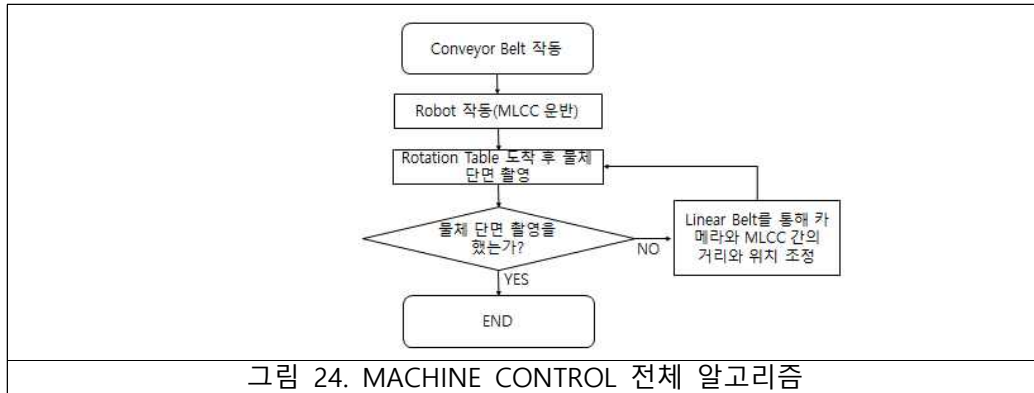 Conveyor Belt 작동
Robot 작동(MLCC 운반)
Rotation Table 도착 후 물체
단면 촬영
물체 단면 촬영을
했는가?
NO
Linear Belt를 통해 카
메라와 MLCC 간의
거리와 위치 조정
YES
END
그림 24. MACHINE CONTROL 전체 알고리즘